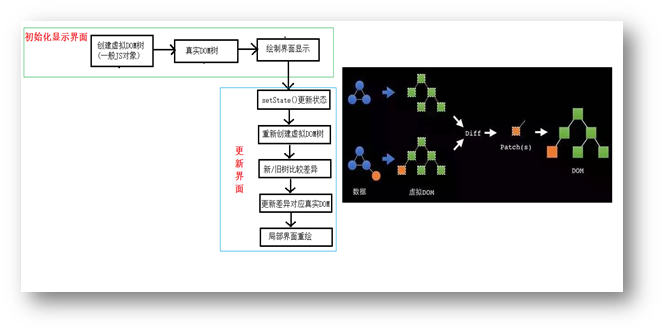 初始化显示界面
创建虚拟DOM树
(一般JS对象)
真实DOM树
绘制界面显示
更新界面
setState()更新状态
重新创建虚拟DOM树
新/旧树比较差异
更新差异对应真实DOM
局部界面重绘
Diff
Patch(s)
数据
虚拟DOM
DOM